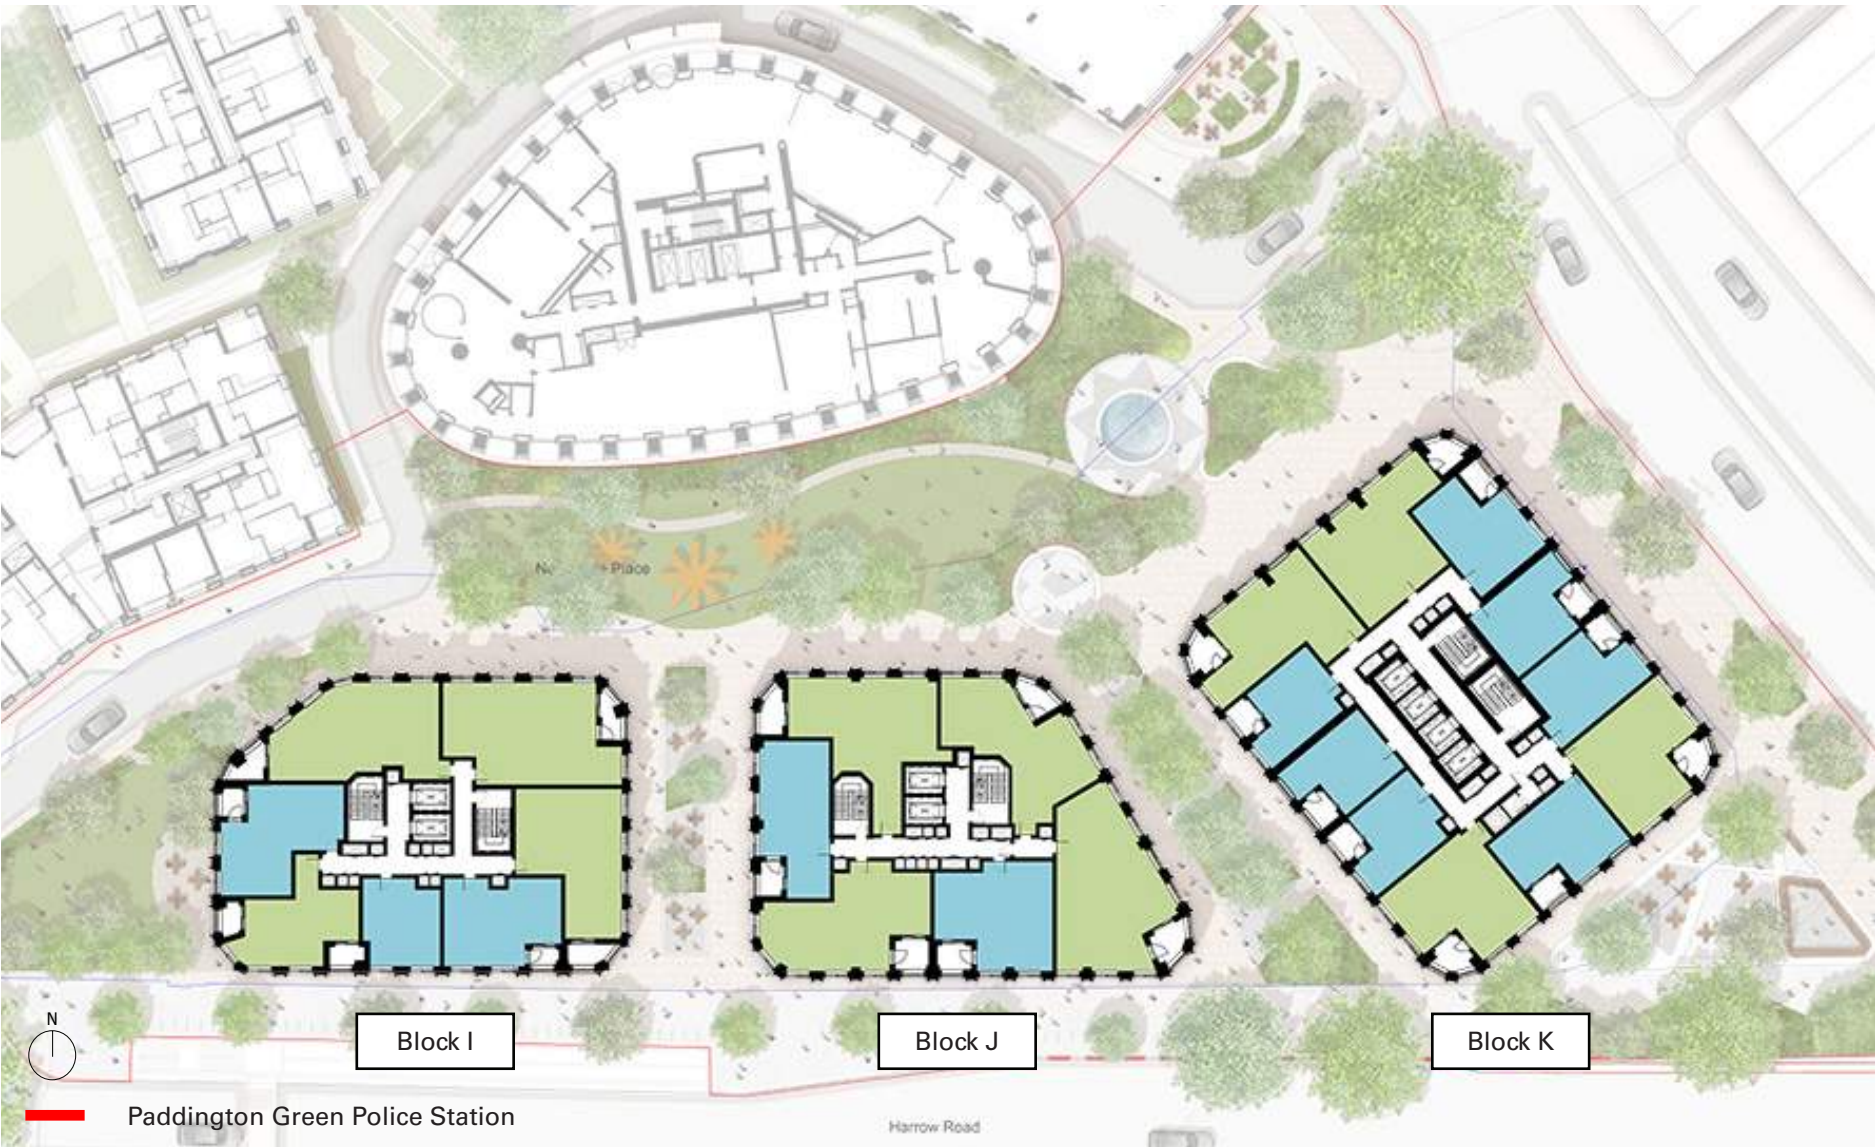 Place
N
Block I
Block J
Block K
Paddington Green Police Station
Harrow Road